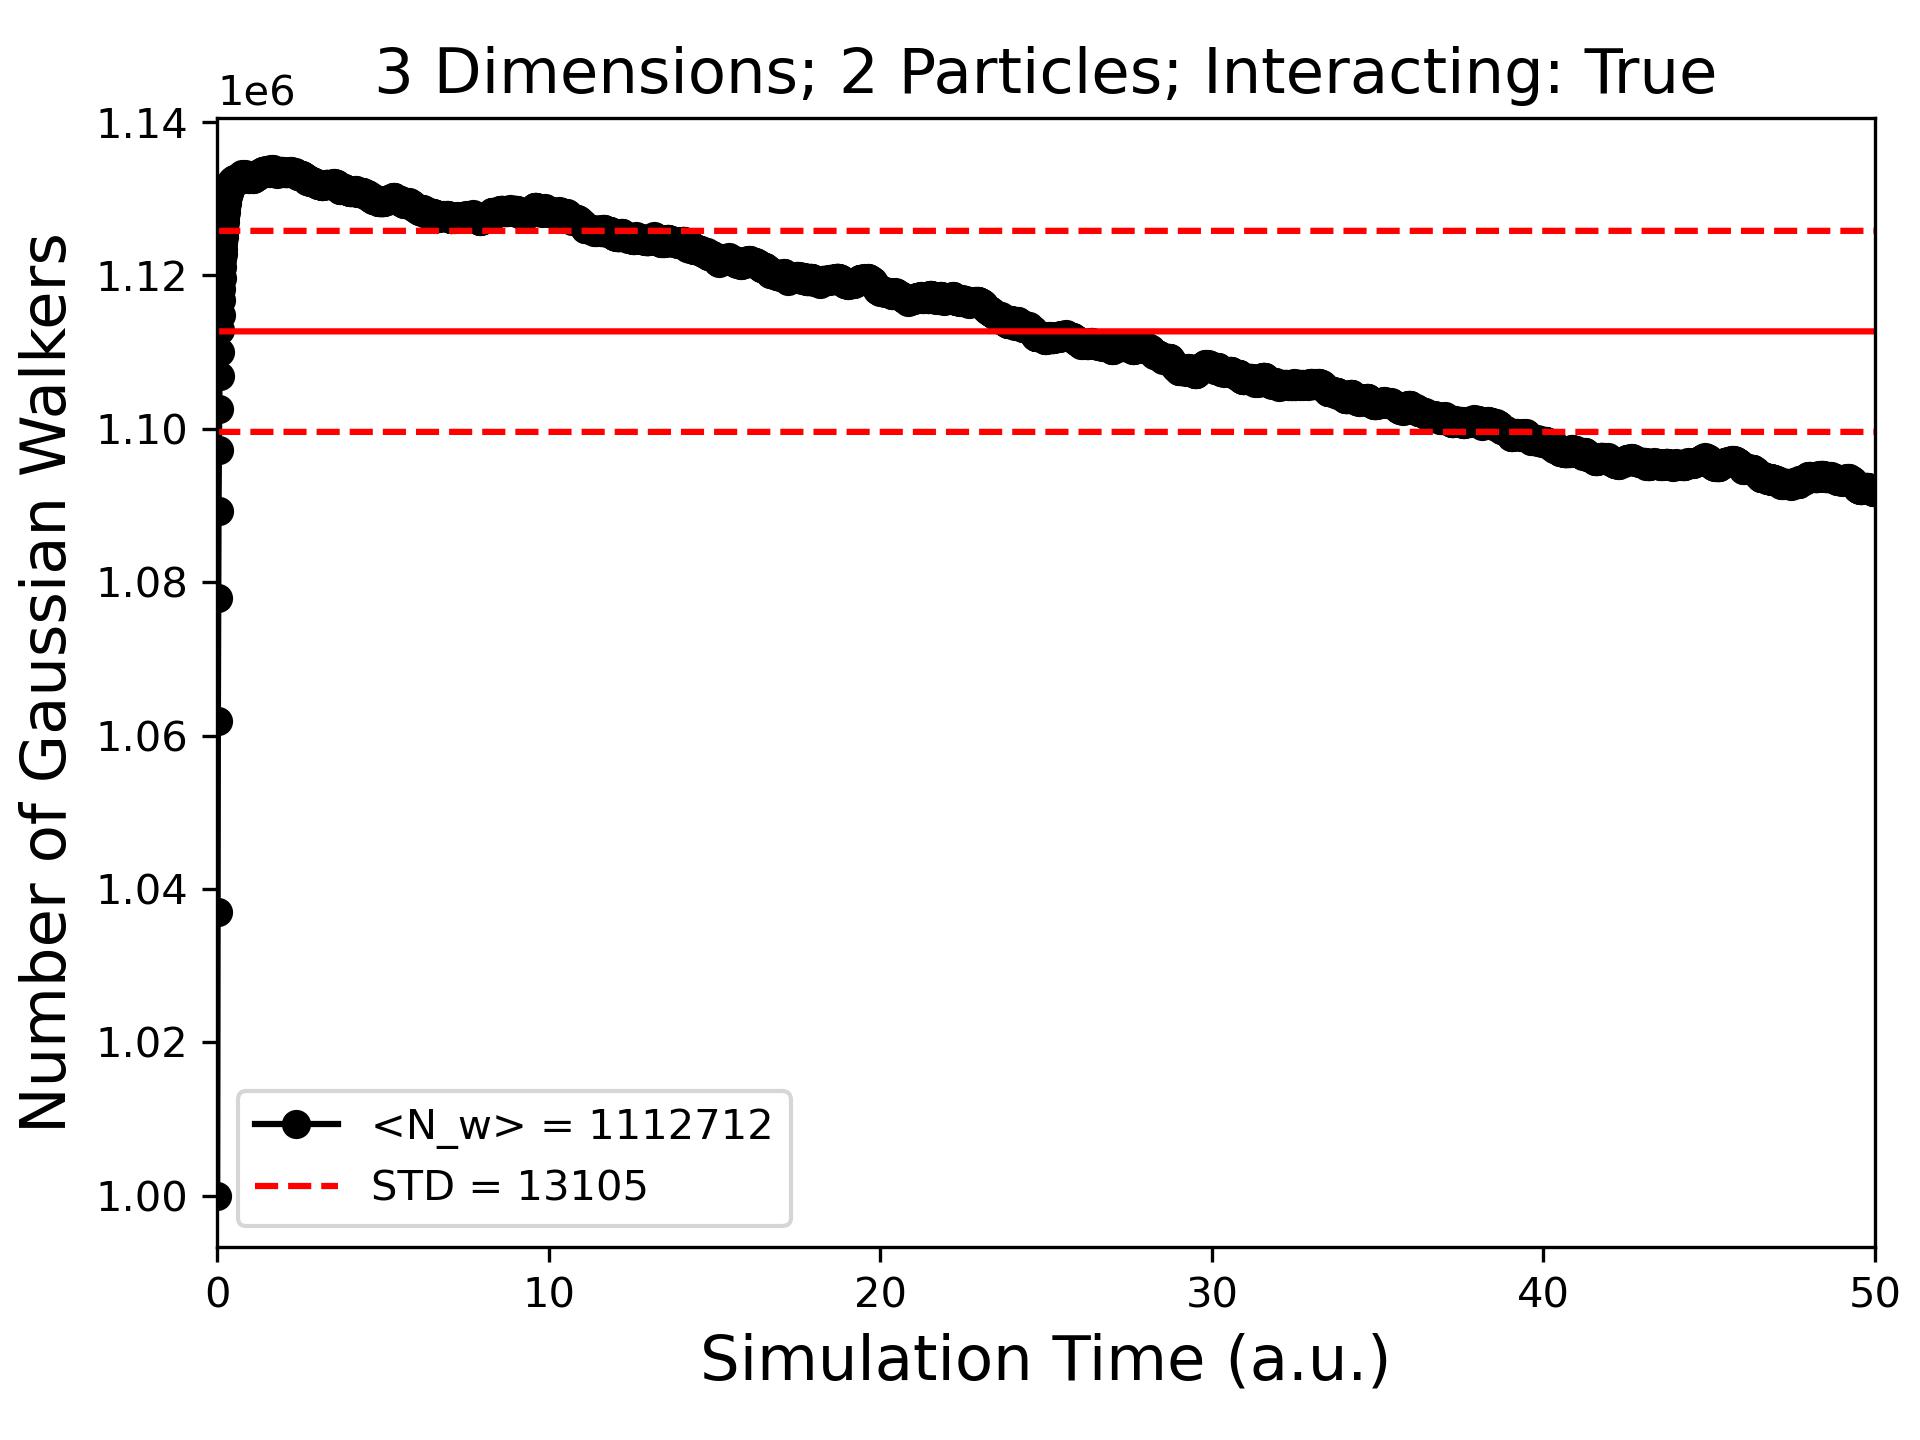 3 Dimensions; 2 Particles; Interacting: True
1e6
1.14
1.12
1.10
1.08
1.06
1.04
1.02
1.00
Number of Gaussian Walkers
<N_w> = 1112712
STD = 13105
0 10 20 30 40 50
Simulation Time (a.u.)